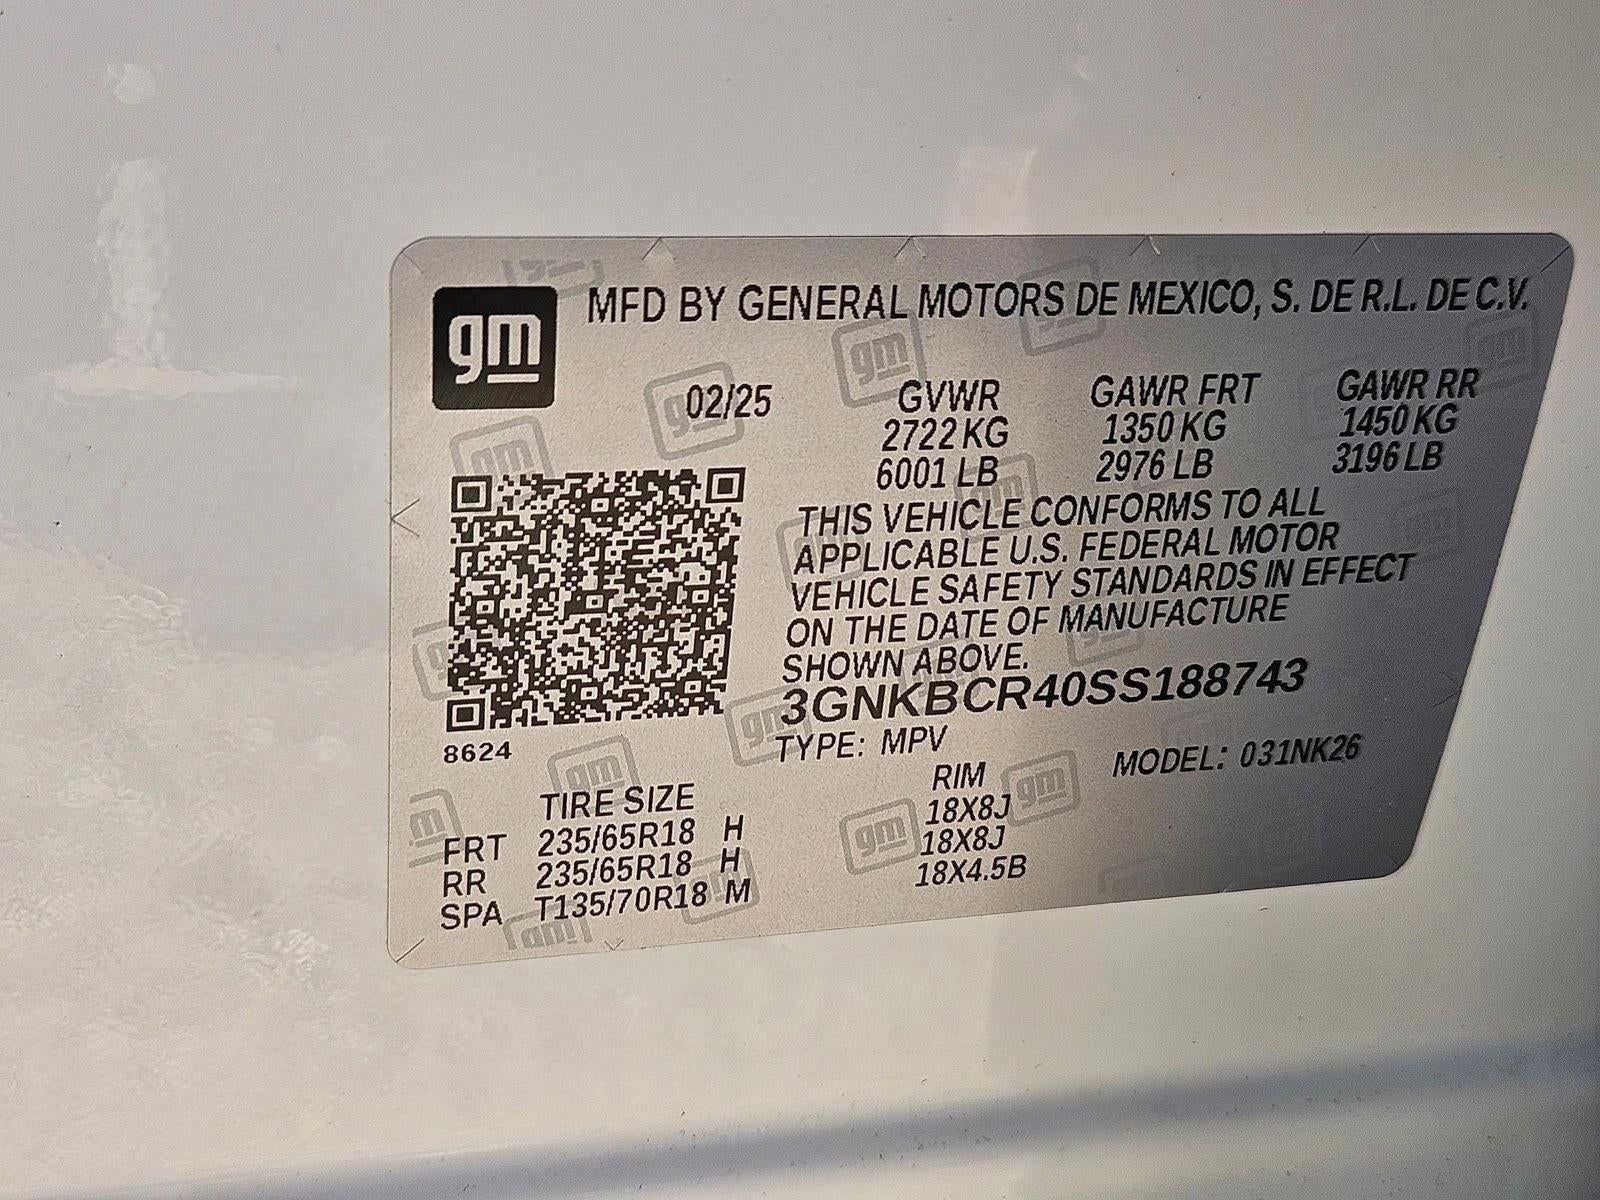 gm
MFD BY GENERAL MOTORS DE MEXICO, S. DE R.L. DE C.V.
02/25 GVWR GAWR FRT GAWR RR
2722 KG 1350 KG 1450 KG
6001 LB 2976 LB 3196 LB
THIS VEHICLE CONFORMS TO ALL
APPLICABLE U.S. FEDERAL MOTOR
VEHICLE SAFETY STANDARDS IN EFFECT
ON THE DATE OF MANUFACTURE
SHOWN ABOVE.
3GNKBCR40SS188743
8624
TYPE: MPV MODEL: 031NK26
TIRE SIZE RIM
FRT 235/65R18 H 18X8J
RR 235/65R18 H 18X8J
SPA T135/70R18 M 18X4.5B